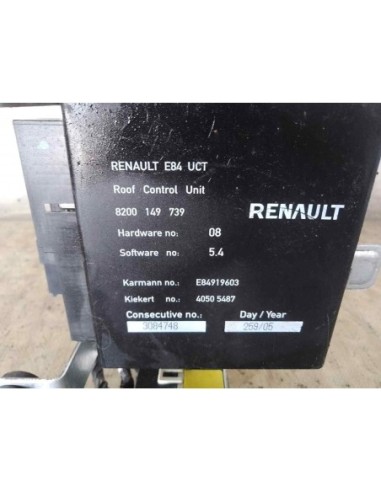 RENAULT E84 UCT
Roof Control Unit
8200 149 739
RENAULT
Hardware no: 08
Software no: 5.4
Karmann no.: E84919603
Kiekert no.: 4050 5487
Consecutive no.: Day / Year
3084748 259/05